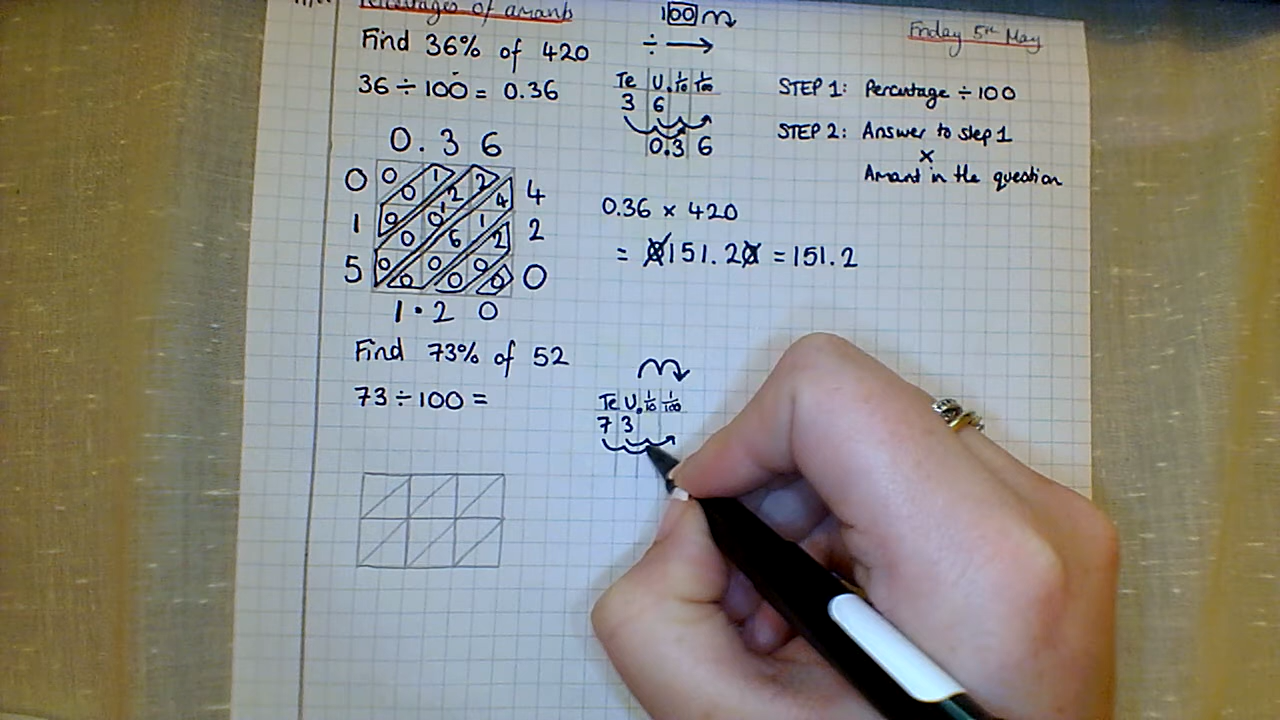 Percentages of amounts
Friday 5th May
Find 36% of 420
36 ÷ 100 = 0.36
100
÷ →
Te U . 1/10 1/100
3 6
0.3 6
STEP 1: Percentage ÷ 100
STEP 2: Answer to step 1
×
Amount in the question
0. 3 6
0 0 1 2 4
0 2 4
1 0 0 1 2
0 6 2
5 0 0 0 0
0 0 0
1 . 2 0
0.36 × 420
= 0151.20 = 151.2
Find 73% of 52
73 ÷ 100 =
Te U . 1/10 1/100
7 3